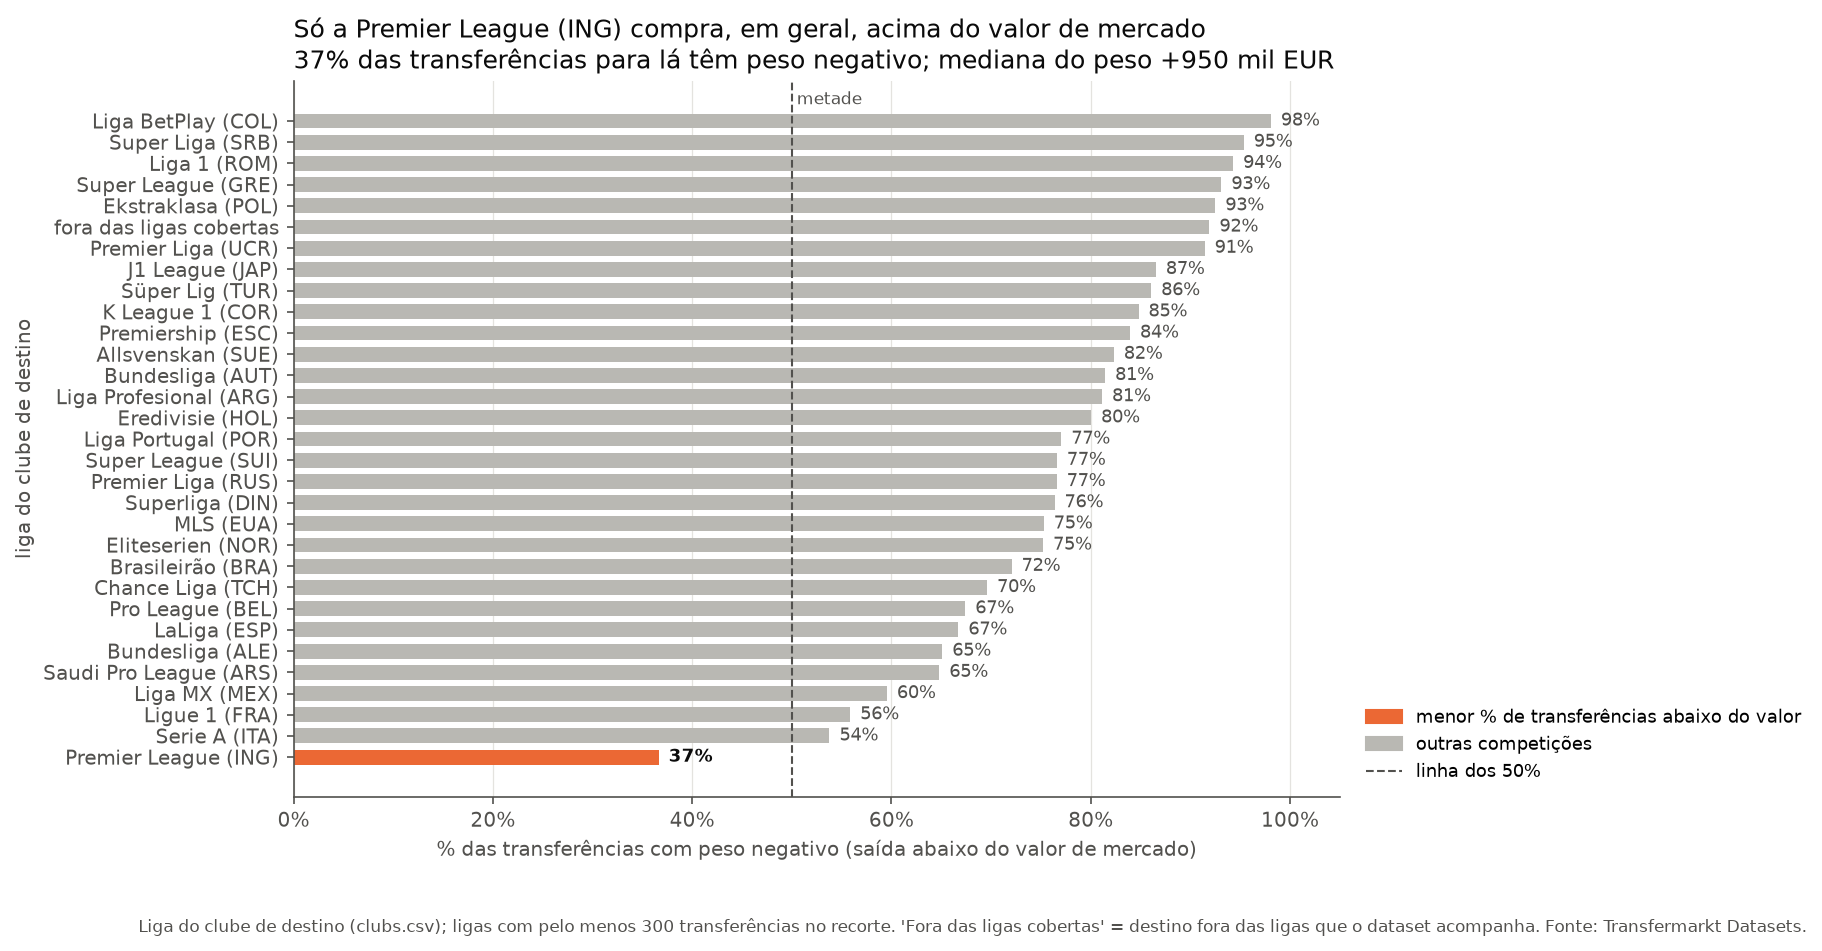 Só a Premier League (ING) compra, em geral, acima do valor de mercado
37% das transferências para lá têm peso negativo; mediana do peso +950 mil EUR
metade
Liga BetPlay (COL) 98%
Super Liga (SRB) 95%
Liga 1 (ROM) 94%
Super League (GRE) 93%
Ekstraklasa (POL) 93%
fora das ligas cobertas 92%
Premier Liga (UCR) 91%
J1 League (JAP) 87%
Süper Lig (TUR) 86%
K League 1 (COR) 85%
Premiership (ESC) 84%
Allsvenskan (SUE) 82%
Bundesliga (AUT) 81%
Liga Profesional (ARG) 81%
Eredivisie (HOL) 80%
Liga Portugal (POR) 77%
Super League (SUI) 77%
Premier Liga (RUS) 77%
Superliga (DIN) 76%
MLS (EUA) 75%
Eliteserien (NOR) 75%
Brasileirão (BRA) 72%
Chance Liga (TCH) 70%
Pro League (BEL) 67%
LaLiga (ESP) 67%
Bundesliga (ALE) 65%
Saudi Pro League (ARS) 65%
Liga MX (MEX) 60%
Ligue 1 (FRA) 56%
Serie A (ITA) 54%
Premier League (ING) 37%
liga do clube de destino
menor % de transferências abaixo do valor
outras competições
linha dos 50%
0% 20% 40% 60% 80% 100%
% das transferências com peso negativo (saída abaixo do valor de mercado)
Liga do clube de destino (clubs.csv); ligas com pelo menos 300 transferências no recorte. 'Fora das ligas cobertas' = destino fora das ligas que o dataset acompanha. Fonte: Transfermarkt Datasets.